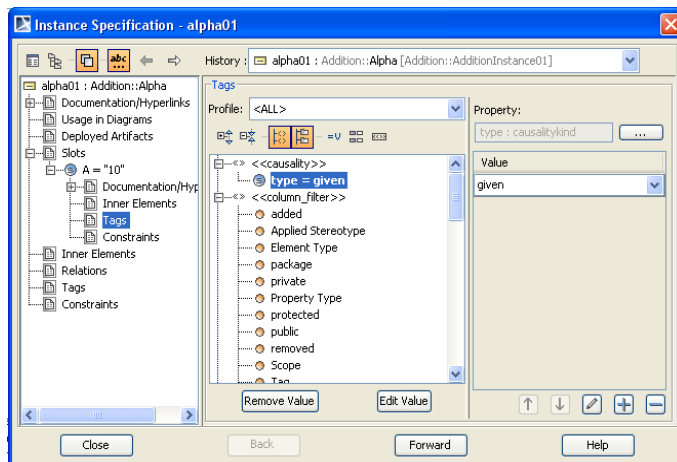 Instance Specification - alpha01
abc
History : alpha01 : Addition::Alpha [Addition::AdditionInstance01]
alpha01 : Addition::Alpha
Documentation/Hyperlinks
Usage in Diagrams
Deployed Artifacts
Slots
A = "10"
Documentation/Hyp
Inner Elements
Tags
Constraints
Inner Elements
Relations
Tags
Constraints
Tags
Profile: <ALL>
=V
<<causality>>
type = given
<<column_filter>>
added
Applied Stereotype
Element Type
package
private
Property Type
protected
public
removed
Scope
Tag
Remove Value Edit Value
Property:
type : causalitykind ...
Value
given
Close Back Forward Help